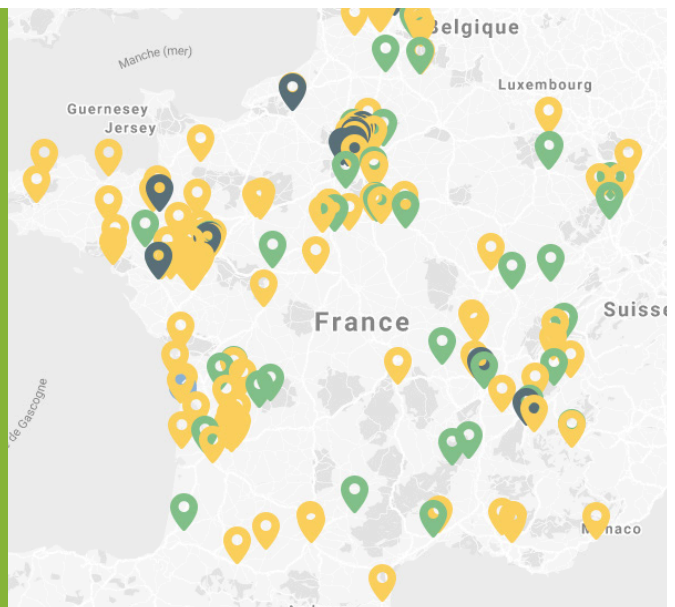 Belgique
Manche (mer)
Luxembourg
Guernesey
Jersey
Suisse
France
de Gascogne
Monaco